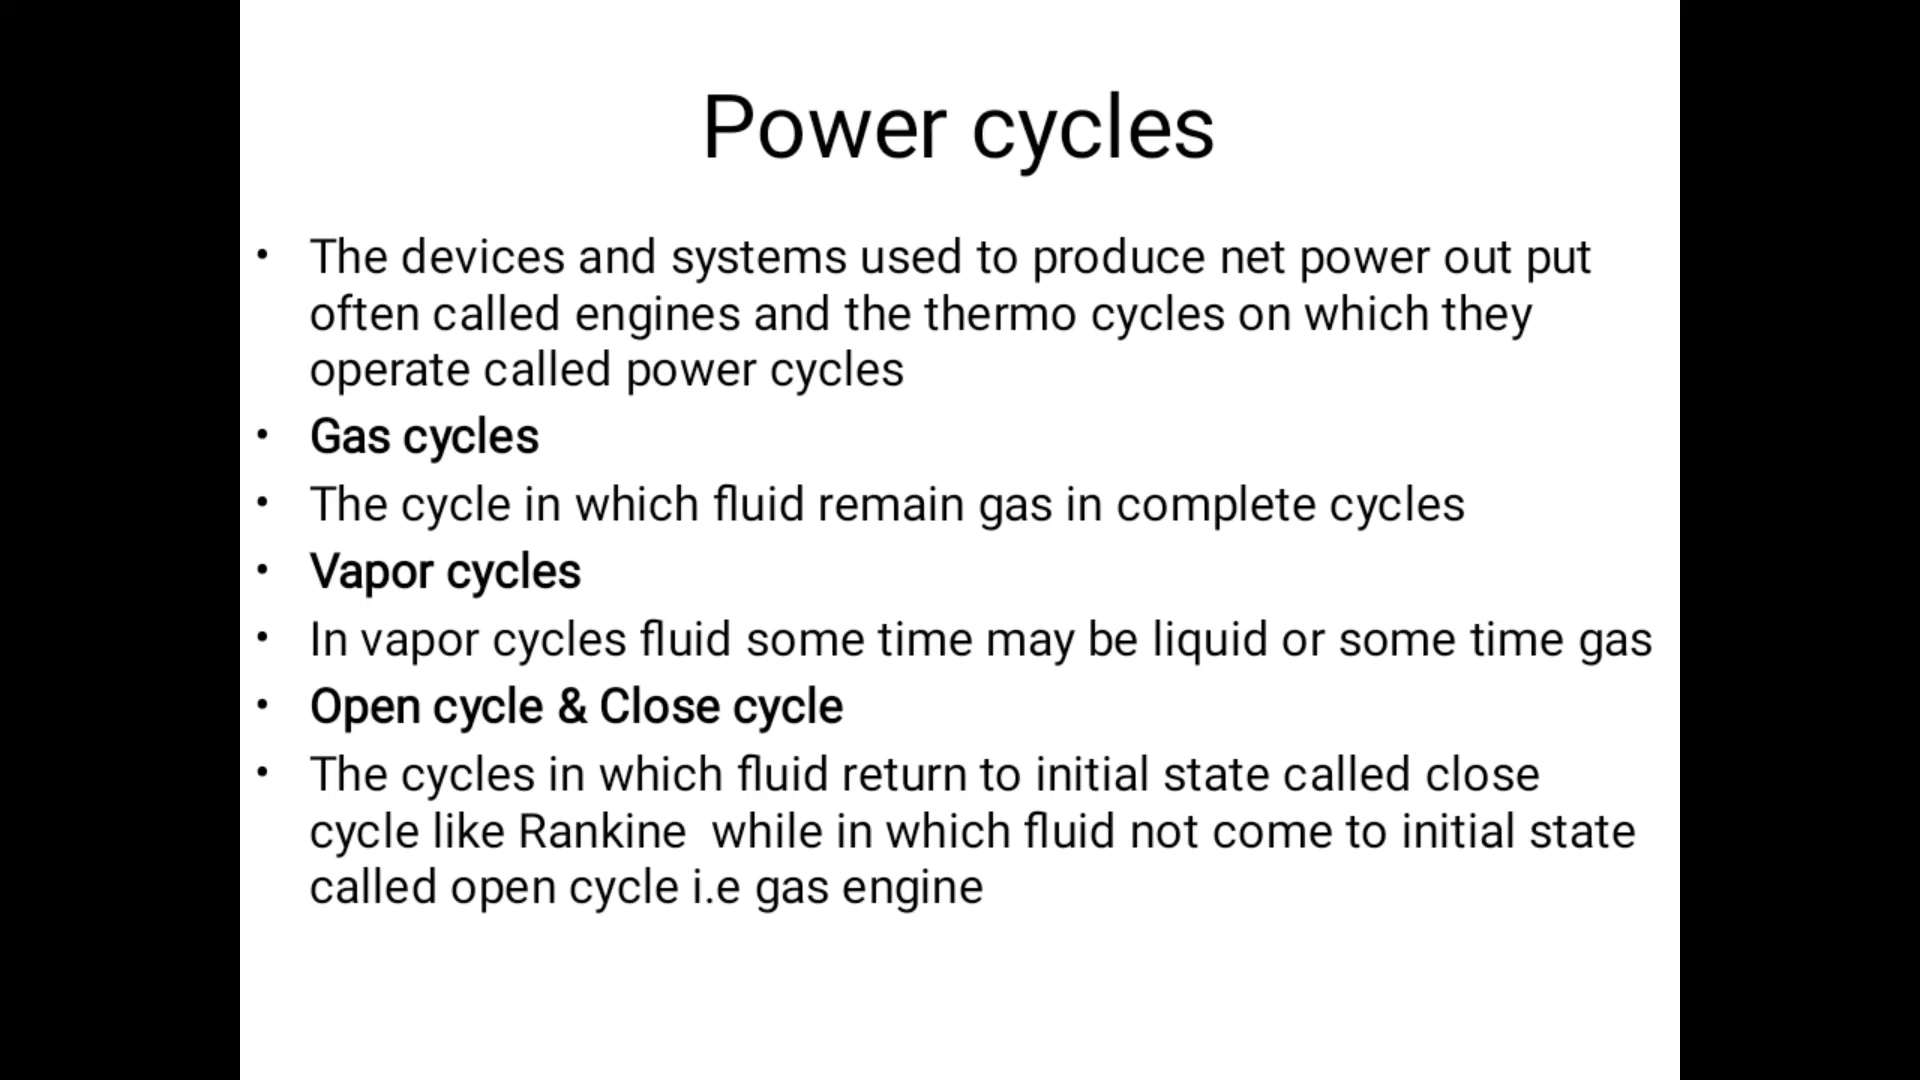 Power cycles
• The devices and systems used to produce net power out put
often called engines and the thermo cycles on which they
operate called power cycles
• Gas cycles
• The cycle in which fluid remain gas in complete cycles
• Vapor cycles
• In vapor cycles fluid some time may be liquid or some time gas
• Open cycle & Close cycle
• The cycles in which fluid return to initial state called close
cycle like Rankine  while in which fluid not come to initial state
called open cycle i.e gas engine